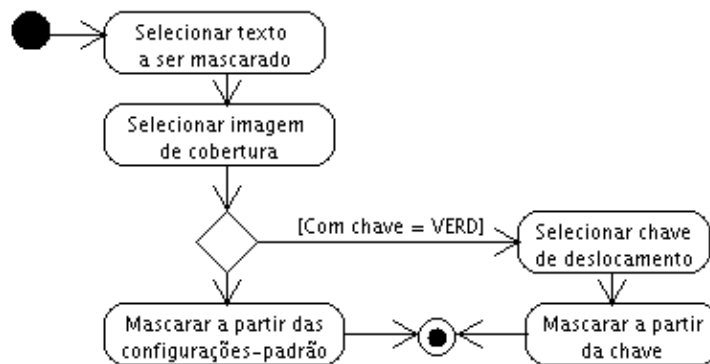 Selecionar texto
a ser mascarado
Selecionar imagem
de cobertura
[Com chave = VERD]
Selecionar chave
de deslocamento
Mascarar a partir das
configurações-padrão
Mascarar a partir
da chave